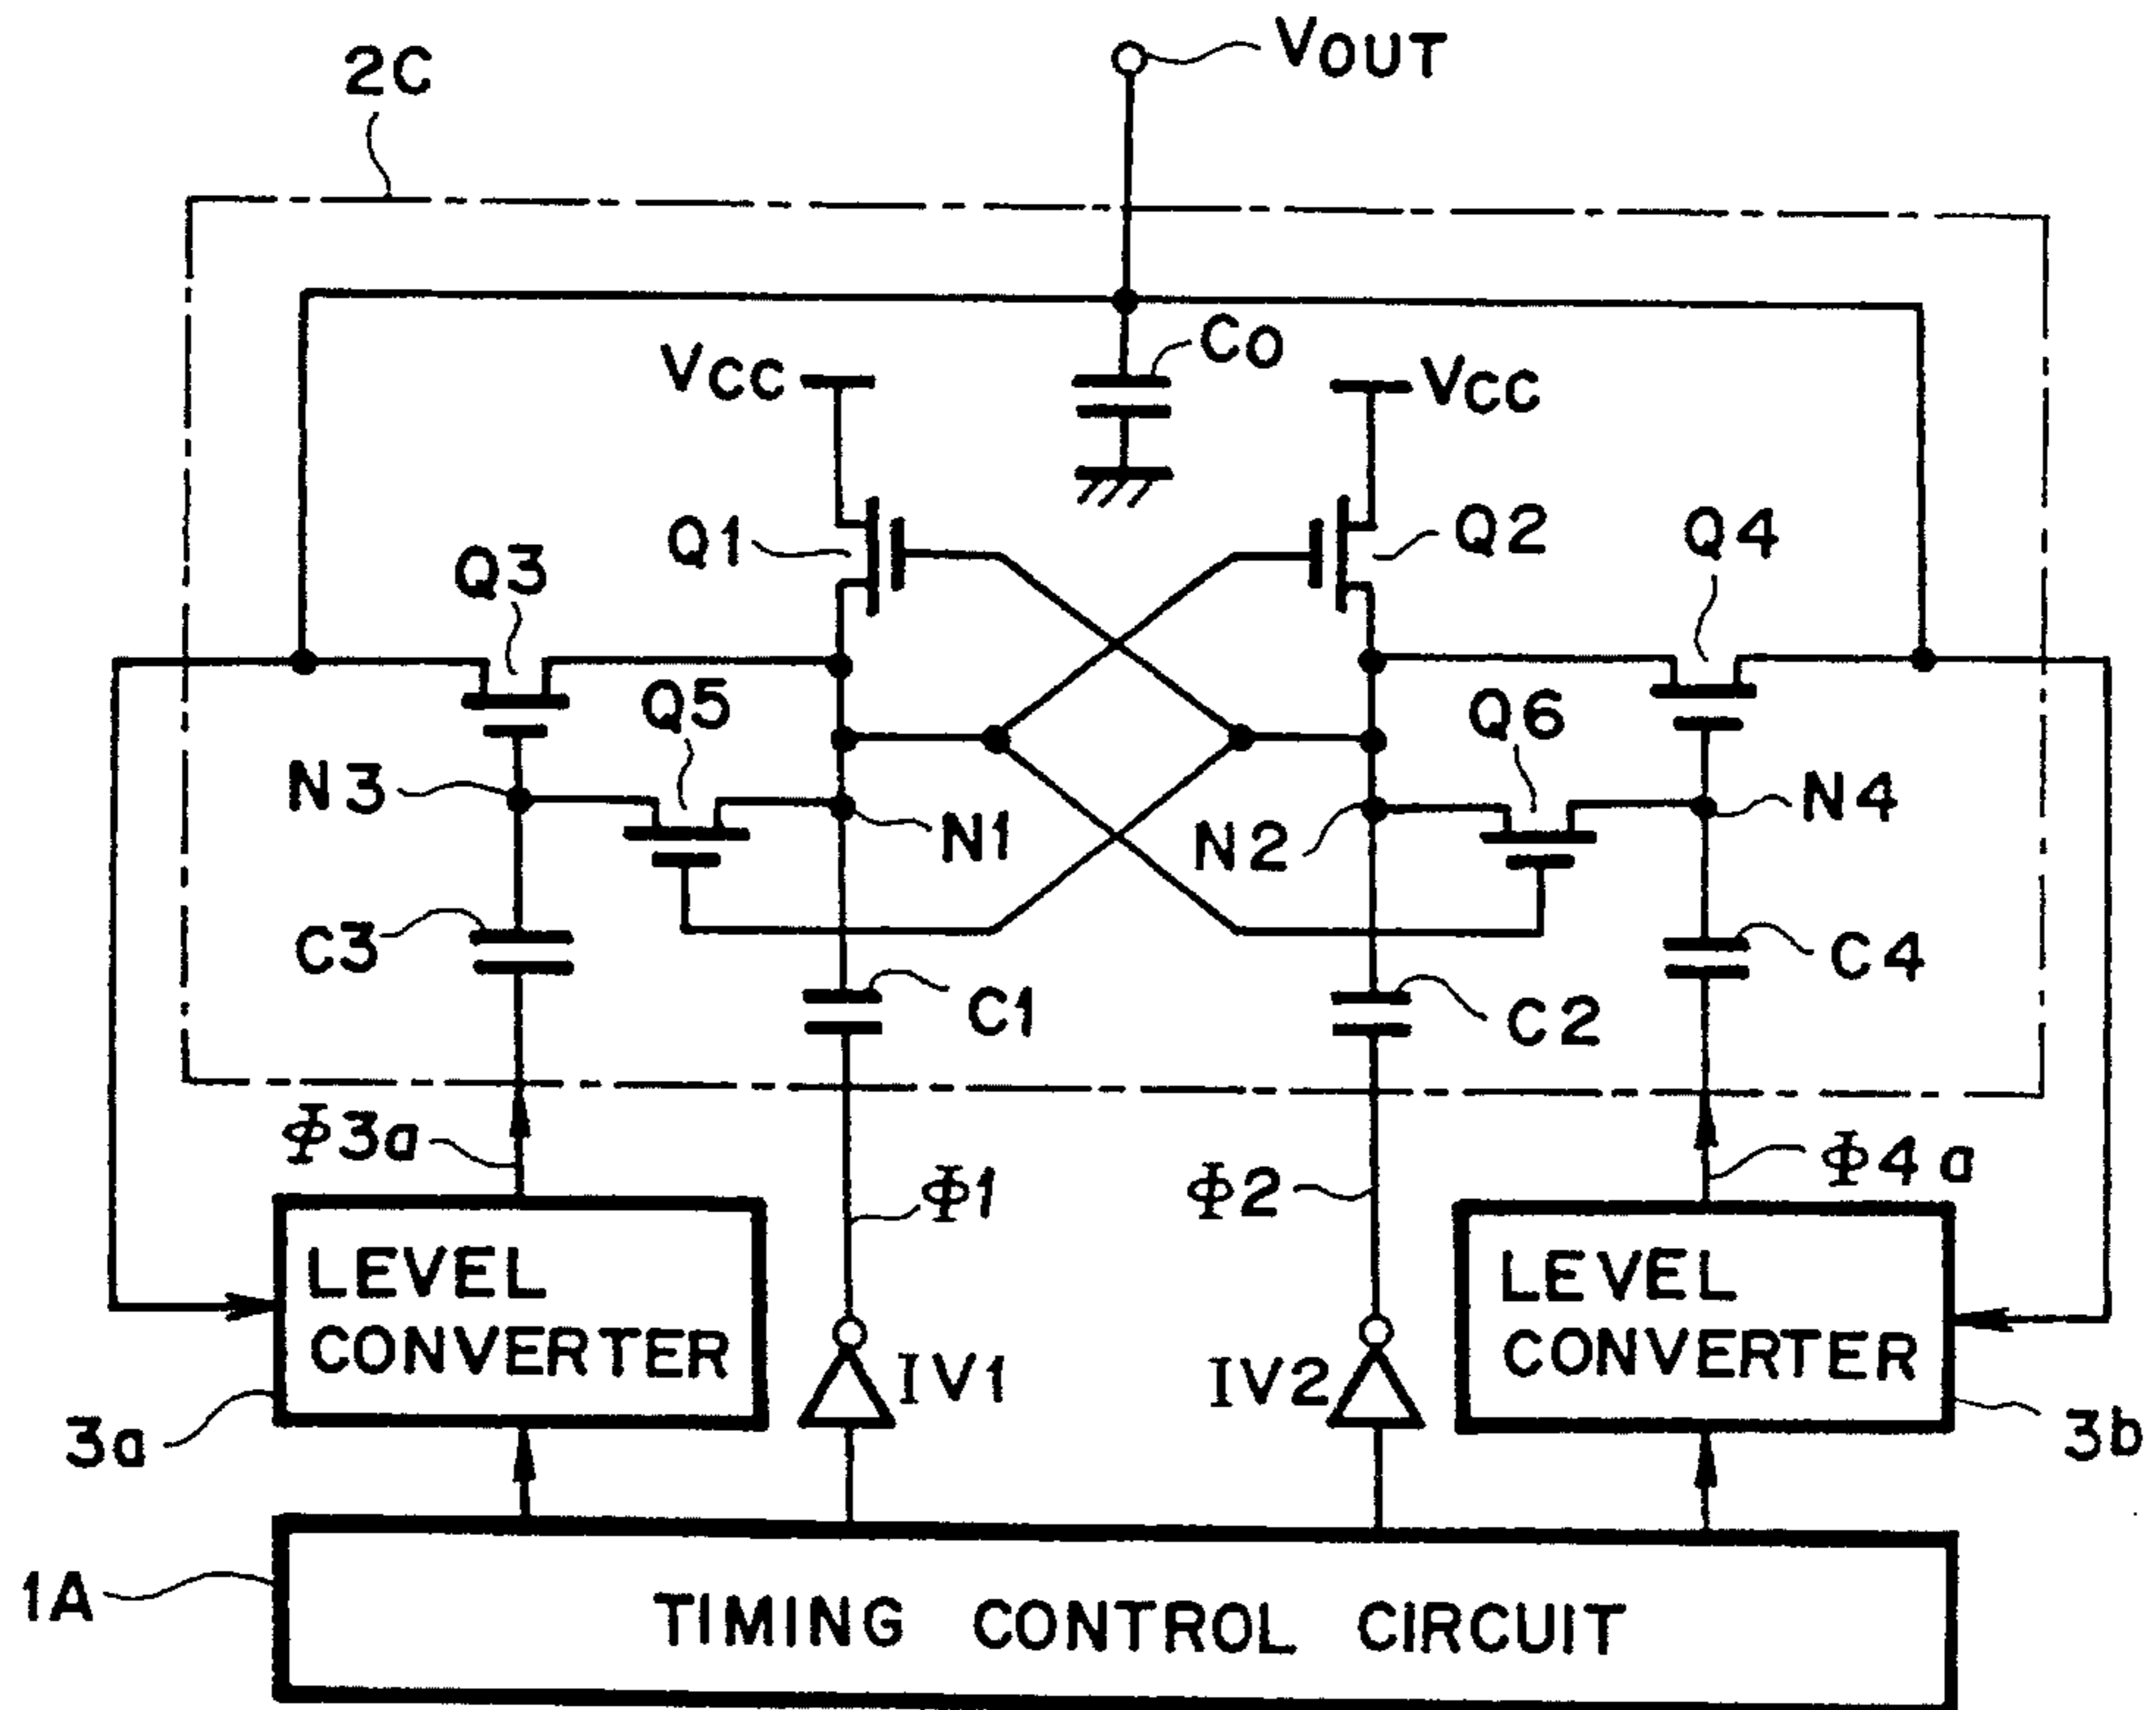 VOUT
2C
CO
VCC
VCC
Q1
Q2
Q4
Q3
Q5
Q6
N3
N4
N1
N2
C3
C4
C1
C2
Φ3a
Φ4a
Φ1
Φ2
LEVEL
CONVERTER
LEVEL
CONVERTER
IV1
IV2
3a
3b
1A
TIMING CONTROL CIRCUIT